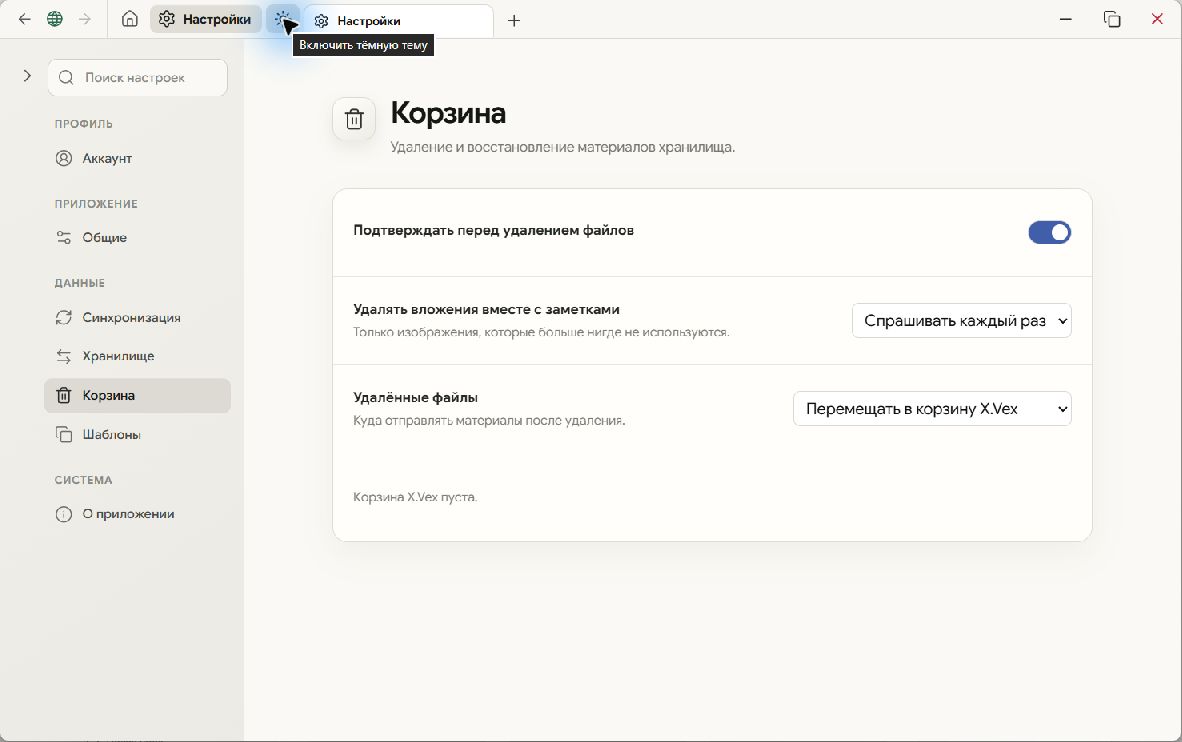 Настройки
Настройки
Включить тёмную тему
Поиск настроек
ПРОФИЛЬ
Аккаунт
ПРИЛОЖЕНИЕ
Общие
ДАННЫЕ
Синхронизация
Хранилище
Корзина
Шаблоны
СИСТЕМА
О приложении
Корзина
Удаление и восстановление материалов хранилища.
Подтверждать перед удалением файлов
Удалять вложения вместе с заметками
Только изображения, которые больше нигде не используются.
Спрашивать каждый раз
Удалённые файлы
Куда отправлять материалы после удаления.
Перемещать в корзину X.Vex
Корзина X.Vex пуста.